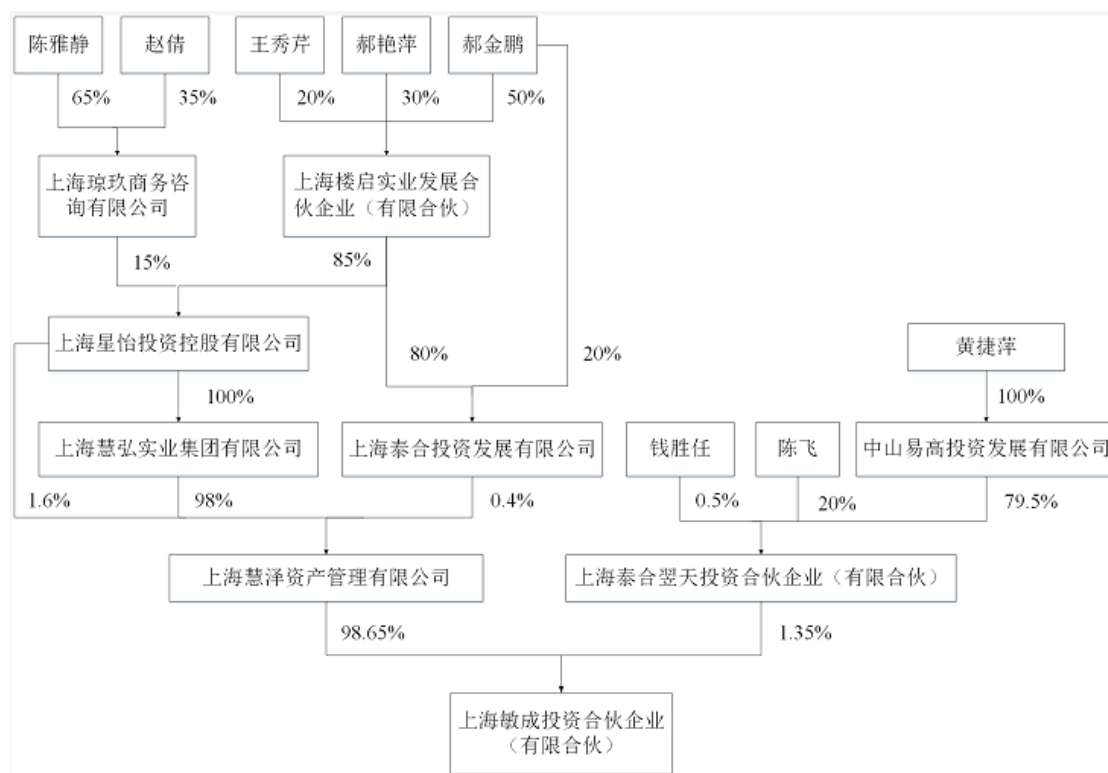 陈雅静
赵倩
王秀芹
郝艳萍
郝金鹏
65%
35%
20%
30%
50%
上海琼玖商务咨
询有限公司
上海楼启实业发展合
伙企业（有限合伙）
15%
85%
上海星怡投资控股有限公司
80%
20%
黄捷萍
100%
100%
上海慧弘实业集团有限公司
上海泰合投资发展有限公司
钱胜任
陈飞
中山易高投资发展有限公司
1.6%
98%
0.4%
0.5%
20%
79.5%
上海慧泽资产管理有限公司
上海泰合翌天投资合伙企业（有限合伙）
98.65%
1.35%
上海敏成投资合伙企业
（有限合伙）